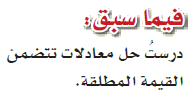 فيما سبق:
درستُ حل معادلات تتضمن
القيمة المطلقة.